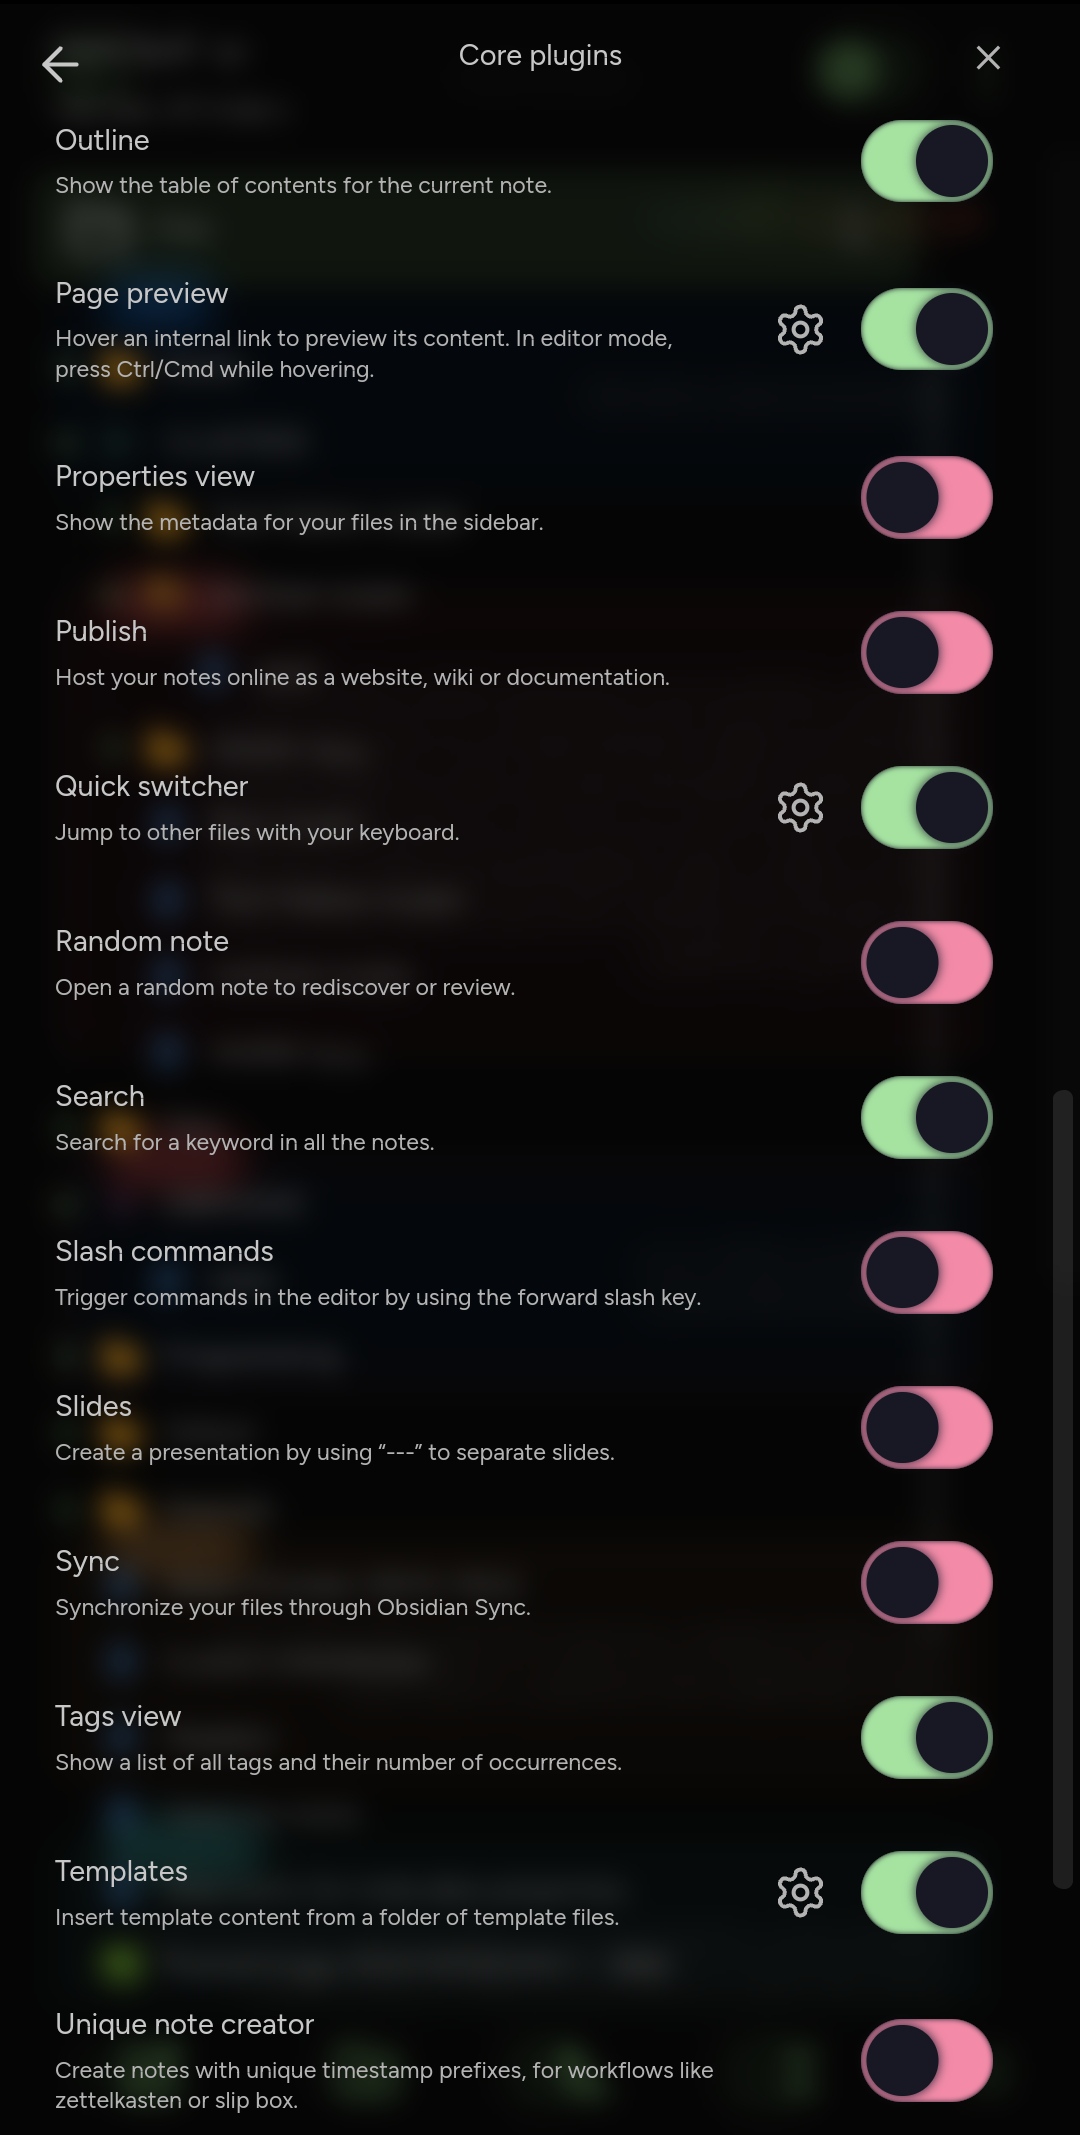 Core plugins
Outline
Show the table of contents for the current note.
Page preview
Hover an internal link to preview its content. In editor mode,
press Ctrl/Cmd while hovering.
Properties view
Show the metadata for your files in the sidebar.
Publish
Host your notes online as a website, wiki or documentation.
Quick switcher
Jump to other files with your keyboard.
Random note
Open a random note to rediscover or review.
Search
Search for a keyword in all the notes.
Slash commands
Trigger commands in the editor by using the forward slash key.
Slides
Create a presentation by using “---” to separate slides.
Sync
Synchronize your files through Obsidian Sync.
Tags view
Show a list of all tags and their number of occurrences.
Templates
Insert template content from a folder of template files.
Unique note creator
Create notes with unique timestamp prefixes, for workflows like
zettelkasten or slip box.